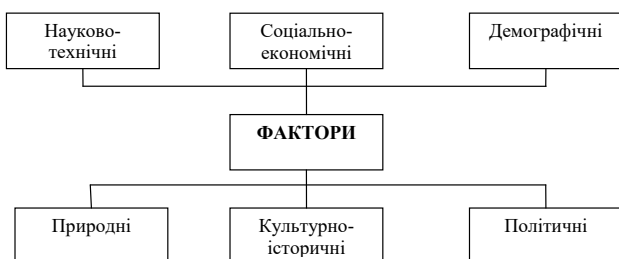 Науково-
технічні
Соціально-
економічні
Демографічні
ФАКТОРИ
Природні
Культурно-
історичні
Політичні